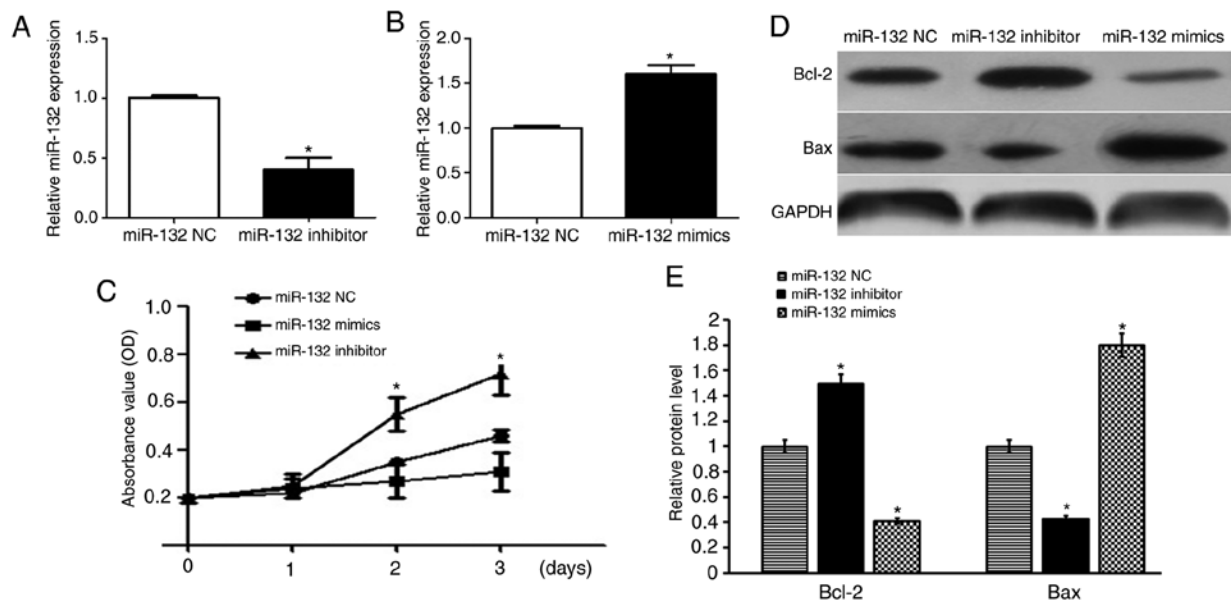 A
Relative miR-132 expression
1.5
1.0
0.5
0.0
*
miR-132 NC
miR-132 inhibitor
B
Relative miR-132 expression
2.0
1.5
1.0
0.5
0.0
*
miR-132 NC
miR-132 mimics
D
miR-132 NC miR-132 inhibitor miR-132 mimics
Bcl-2
Bax
GAPDH
C
Absorbance value (OD)
1.0
0.8
0.6
0.4
0.2
miR-132 NC
miR-132 mimics
miR-132 inhibitor
*
*
0 1 2 3 (days)
E
miR-132 NC
miR-132 inhibitor
miR-132 mimics
Relative protein level
2
1.8
1.6
1.4
1.2
1
0.8
0.6
0.4
0.2
0
*
*
*
*
Bcl-2
Bax